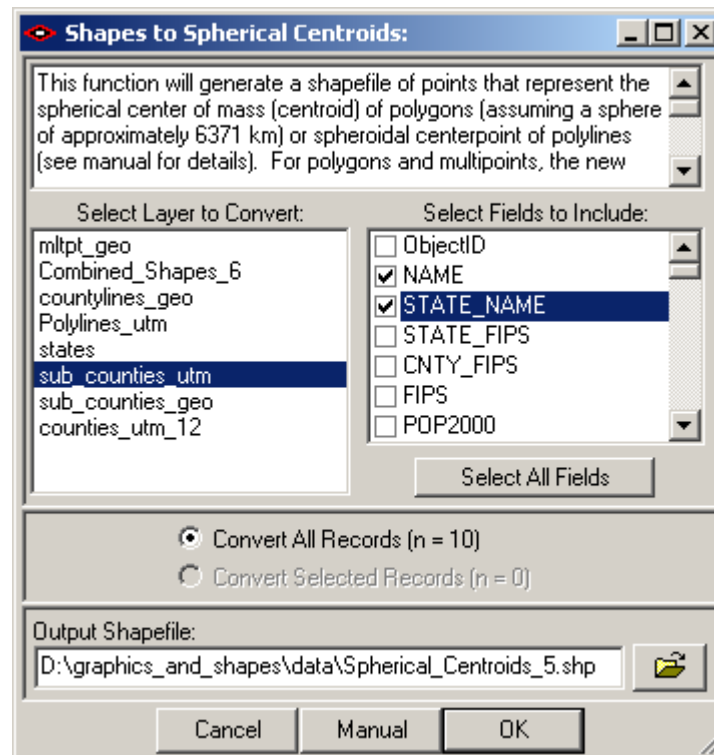 Shapes to Spherical Centroids:
This function will generate a shapefile of points that represent the
spherical center of mass (centroid) of polygons (assuming a sphere
of approximately 6371 km) or spheroidal centerpoint of polylines
(see manual for details).  For polygons and multipoints, the new
Select Layer to Convert:
mltpt_geo
Combined_Shapes_6
countylines_geo
Polylines_utm
states
sub_counties_utm
sub_counties_geo
counties_utm_12
Select Fields to Include:
ObjectID
NAME
STATE_NAME
STATE_FIPS
CNTY_FIPS
FIPS
POP2000
Select All Fields
Convert All Records (n = 10)
Convert Selected Records (n = 0)
Output Shapefile:
D:\graphics_and_shapes\data\Spherical_Centroids_5.shp
Cancel
Manual
OK